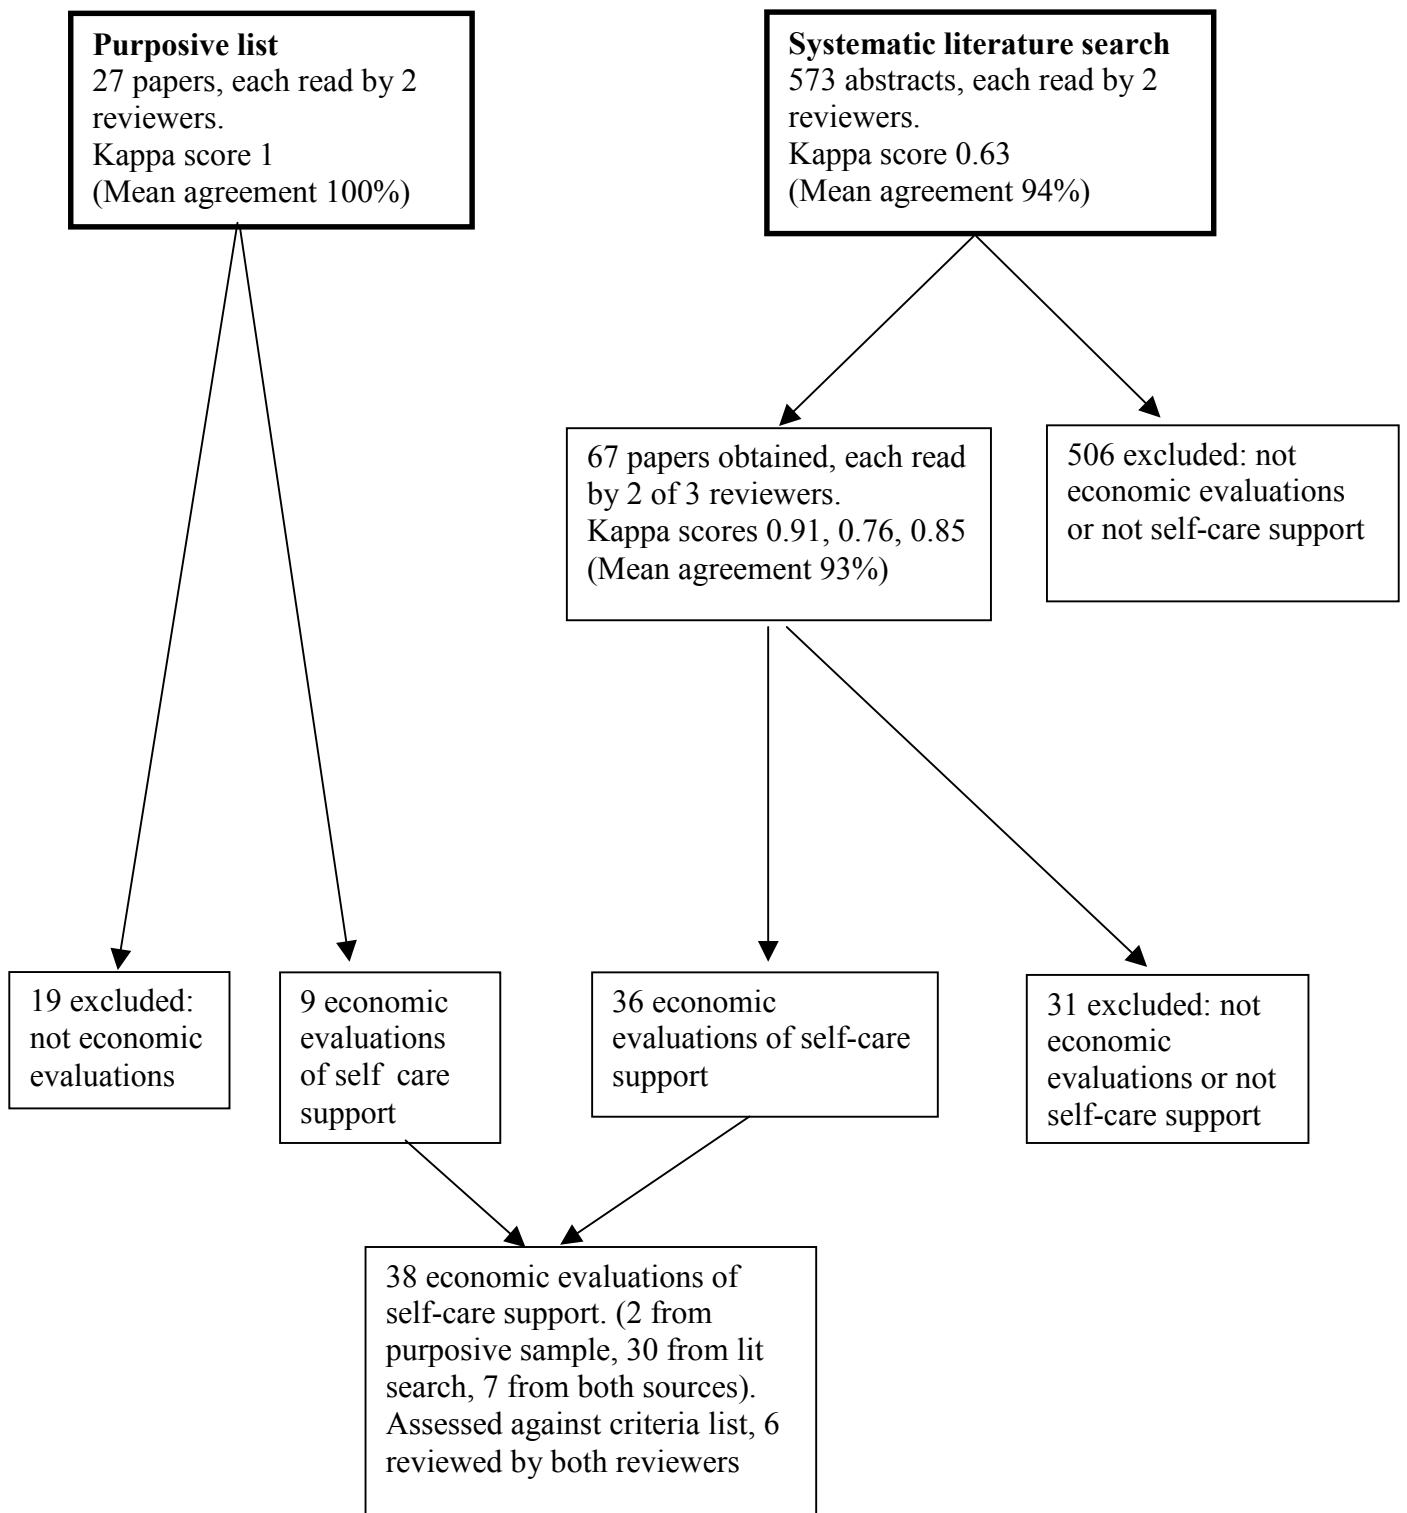 Purposive list
27 papers, each read by 2
reviewers.
Kappa score 1
(Mean agreement 100%)
Systematic literature search
573 abstracts, each read by 2
reviewers.
Kappa score 0.63
(Mean agreement 94%)
67 papers obtained, each read
by 2 of 3 reviewers.
Kappa scores 0.91, 0.76, 0.85
(Mean agreement 93%)
506 excluded: not
economic evaluations
or not self-care support
19 excluded:
not economic
evaluations
9 economic
evaluations
of self care
support
36 economic
evaluations of self-care
support
31 excluded: not
economic
evaluations or not
self-care support
38 economic evaluations of
self-care support. (2 from
purposive sample, 30 from lit
search, 7 from both sources).
Assessed against criteria list, 6
reviewed by both reviewers